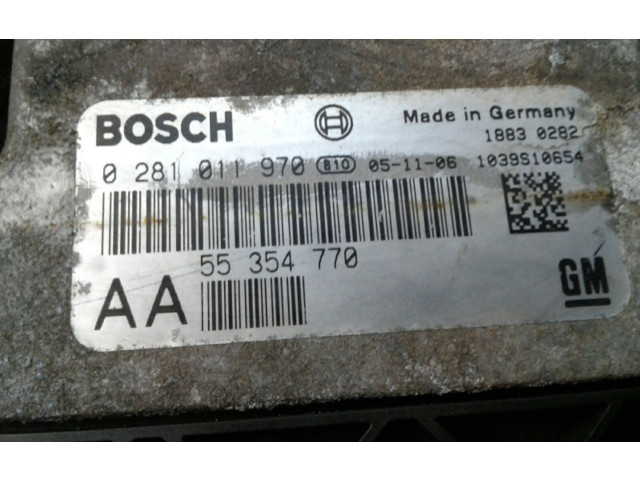 BOSCH
Made in Germany
1883 0282
0 281 011 970 810 05-11-06 1039S10654
55 354 770
AA
GM